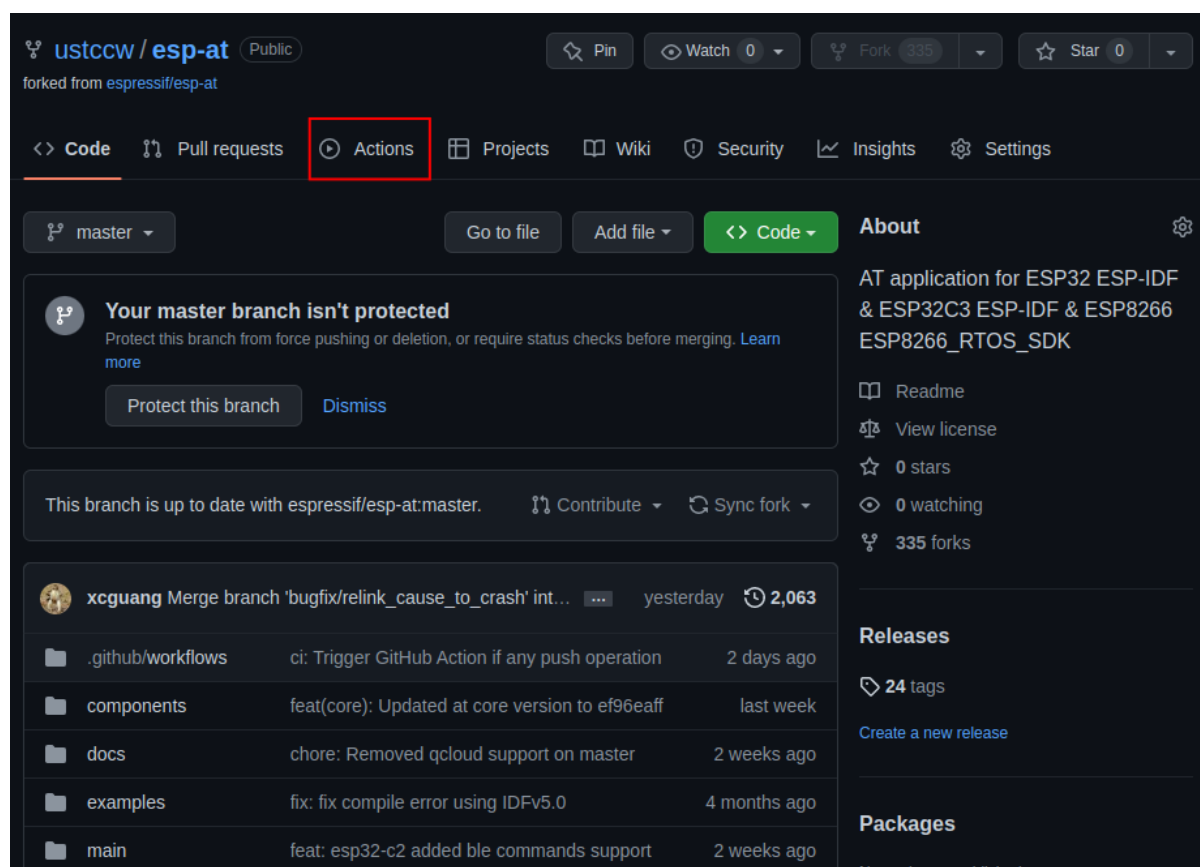 ustccw / esp-at Public
Pin
Watch 0
Fork 335
Star 0
forked from espressif/esp-at
<> Code
Pull requests
Actions
Projects
Wiki
Security
Insights
Settings
master
Go to file
Add file
<> Code
About
AT application for ESP32 ESP-IDF
& ESP32C3 ESP-IDF & ESP8266
ESP8266_RTOS_SDK
Your master branch isn't protected
Protect this branch from force pushing or deletion, or require status checks before merging. Learn
more
Protect this branch
Dismiss
Readme
View license
0 stars
0 watching
335 forks
This branch is up to date with espressif/esp-at:master.
Contribute
Sync fork
xcguang Merge branch 'bugfix/relink_cause_to_crash' int… ... yesterday 2,063
.github/workflows ci: Trigger GitHub Action if any push operation 2 days ago
components feat(core): Updated at core version to ef96eaff last week
docs chore: Removed qcloud support on master 2 weeks ago
examples fix: fix compile error using IDFv5.0 4 months ago
main feat: esp32-c2 added ble commands support 2 weeks ago
Releases
24 tags
Create a new release
Packages